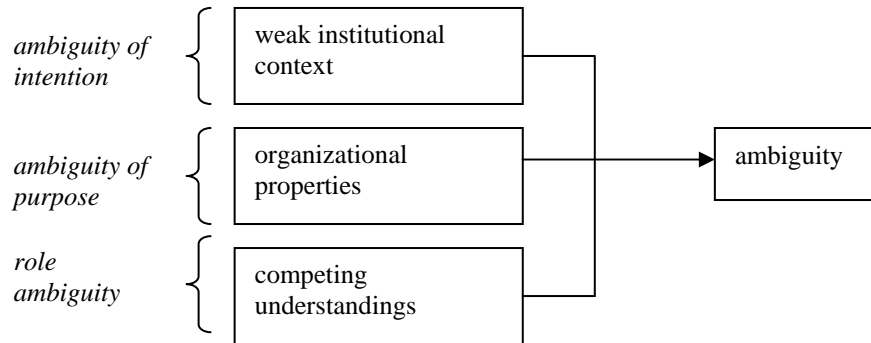 ambiguity of
intention
weak institutional
context
ambiguity of
purpose
organizational
properties
ambiguity
role
ambiguity
competing
understandings